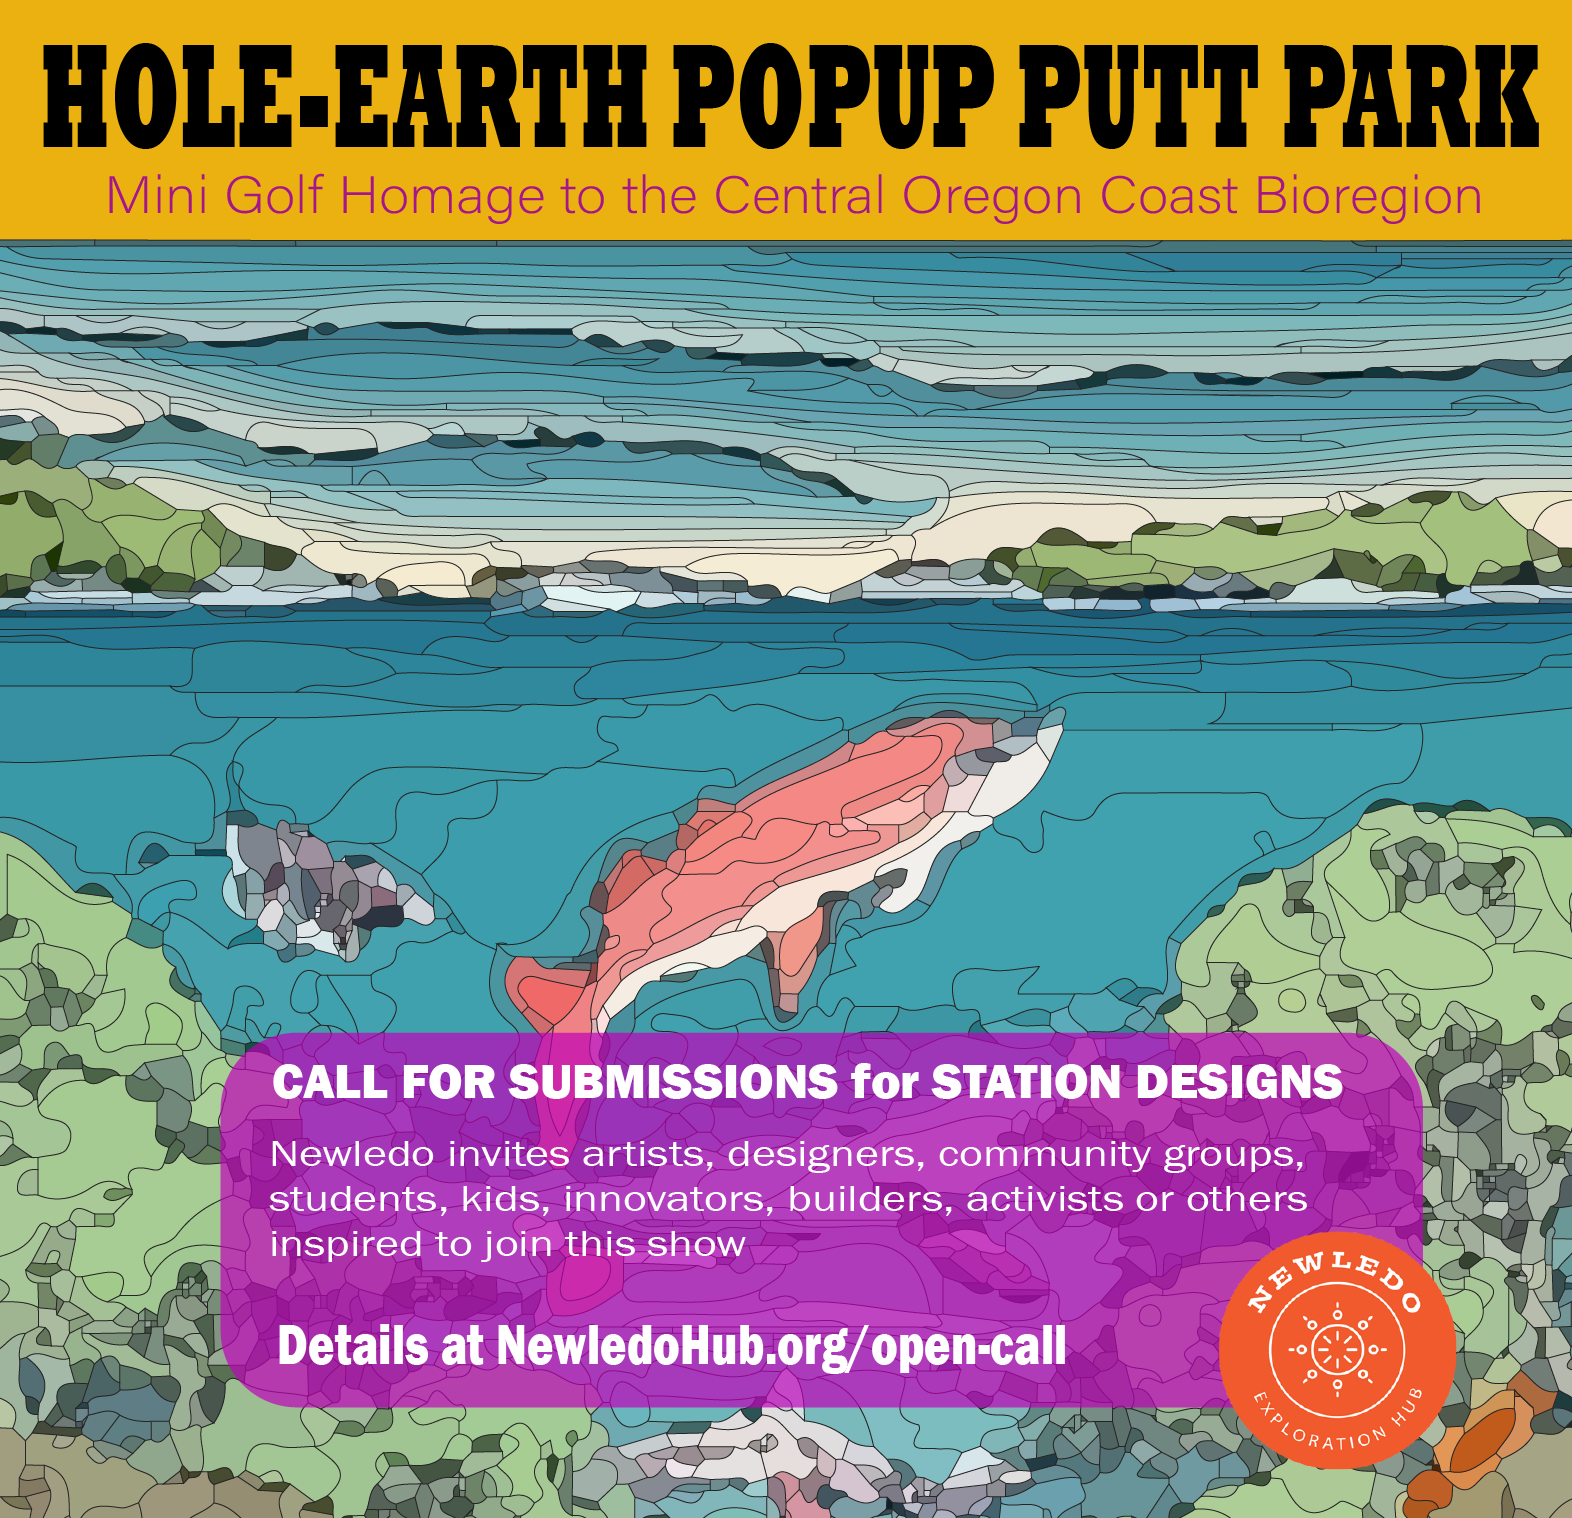 HOLE-EARTH POPUP PUTT PARK
Mini Golf Homage to the Central Oregon Coast Bioregion
CALL FOR SUBMISSIONS for STATION DESIGNS
Newledo invites artists, designers, community groups,
students, kids, innovators, builders, activists or others
inspired to join this show
Details at NewledoHub.org/open-call
NEWLEDO
EXPLORATION HUB